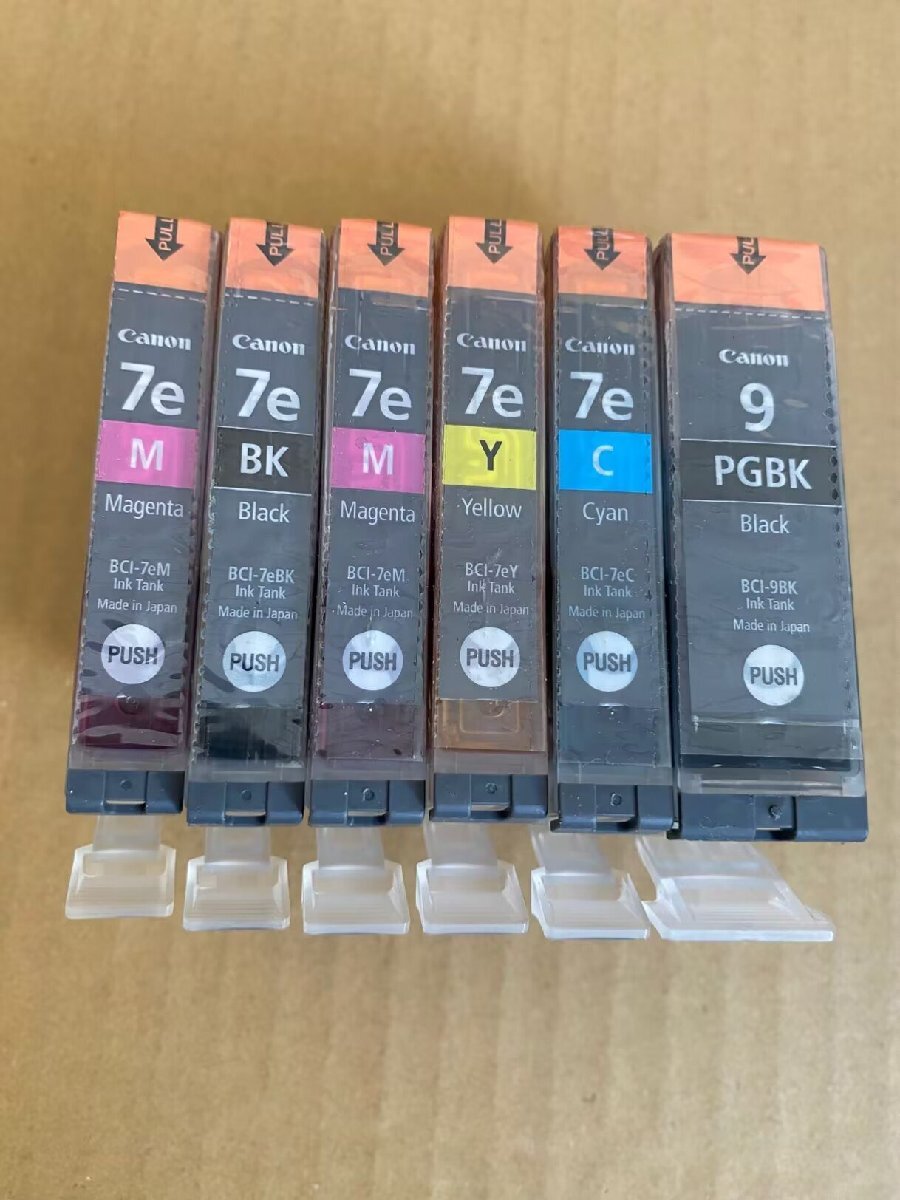 PULL
Canon
7e
M
Magenta
BCI-7eM
Ink Tank
Made in Japan
PUSH
PULL
Canon
7e
BK
Black
BCI-7eBK
Ink Tank
Made in Japan
PUSH
PULL
Canon
7e
M
Magenta
BCI-7eM
Ink Tank
Made in Japan
PUSH
PULL
Canon
7e
Y
Yellow
BCI-7eY
Ink Tank
Made in Japan
PUSH
PULL
Canon
7e
C
Cyan
BCI-7eC
Ink Tank
Made in Japan
PUSH
PULL
Canon
9
PGBK
Black
BCI-9BK
Ink Tank
Made in Japan
PUSH